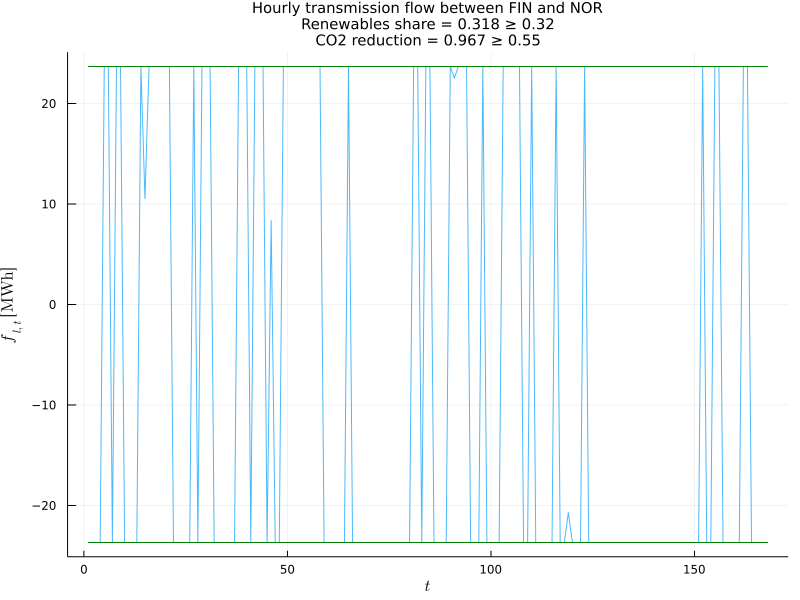 Hourly transmission flow between FIN and NOR
Renewables share = 0.318 ≥ 0.32
CO2 reduction = 0.967 ≥ 0.55
f_{l,t} [MWh]
20
10
0
−10
−20
0
50
100
150
t